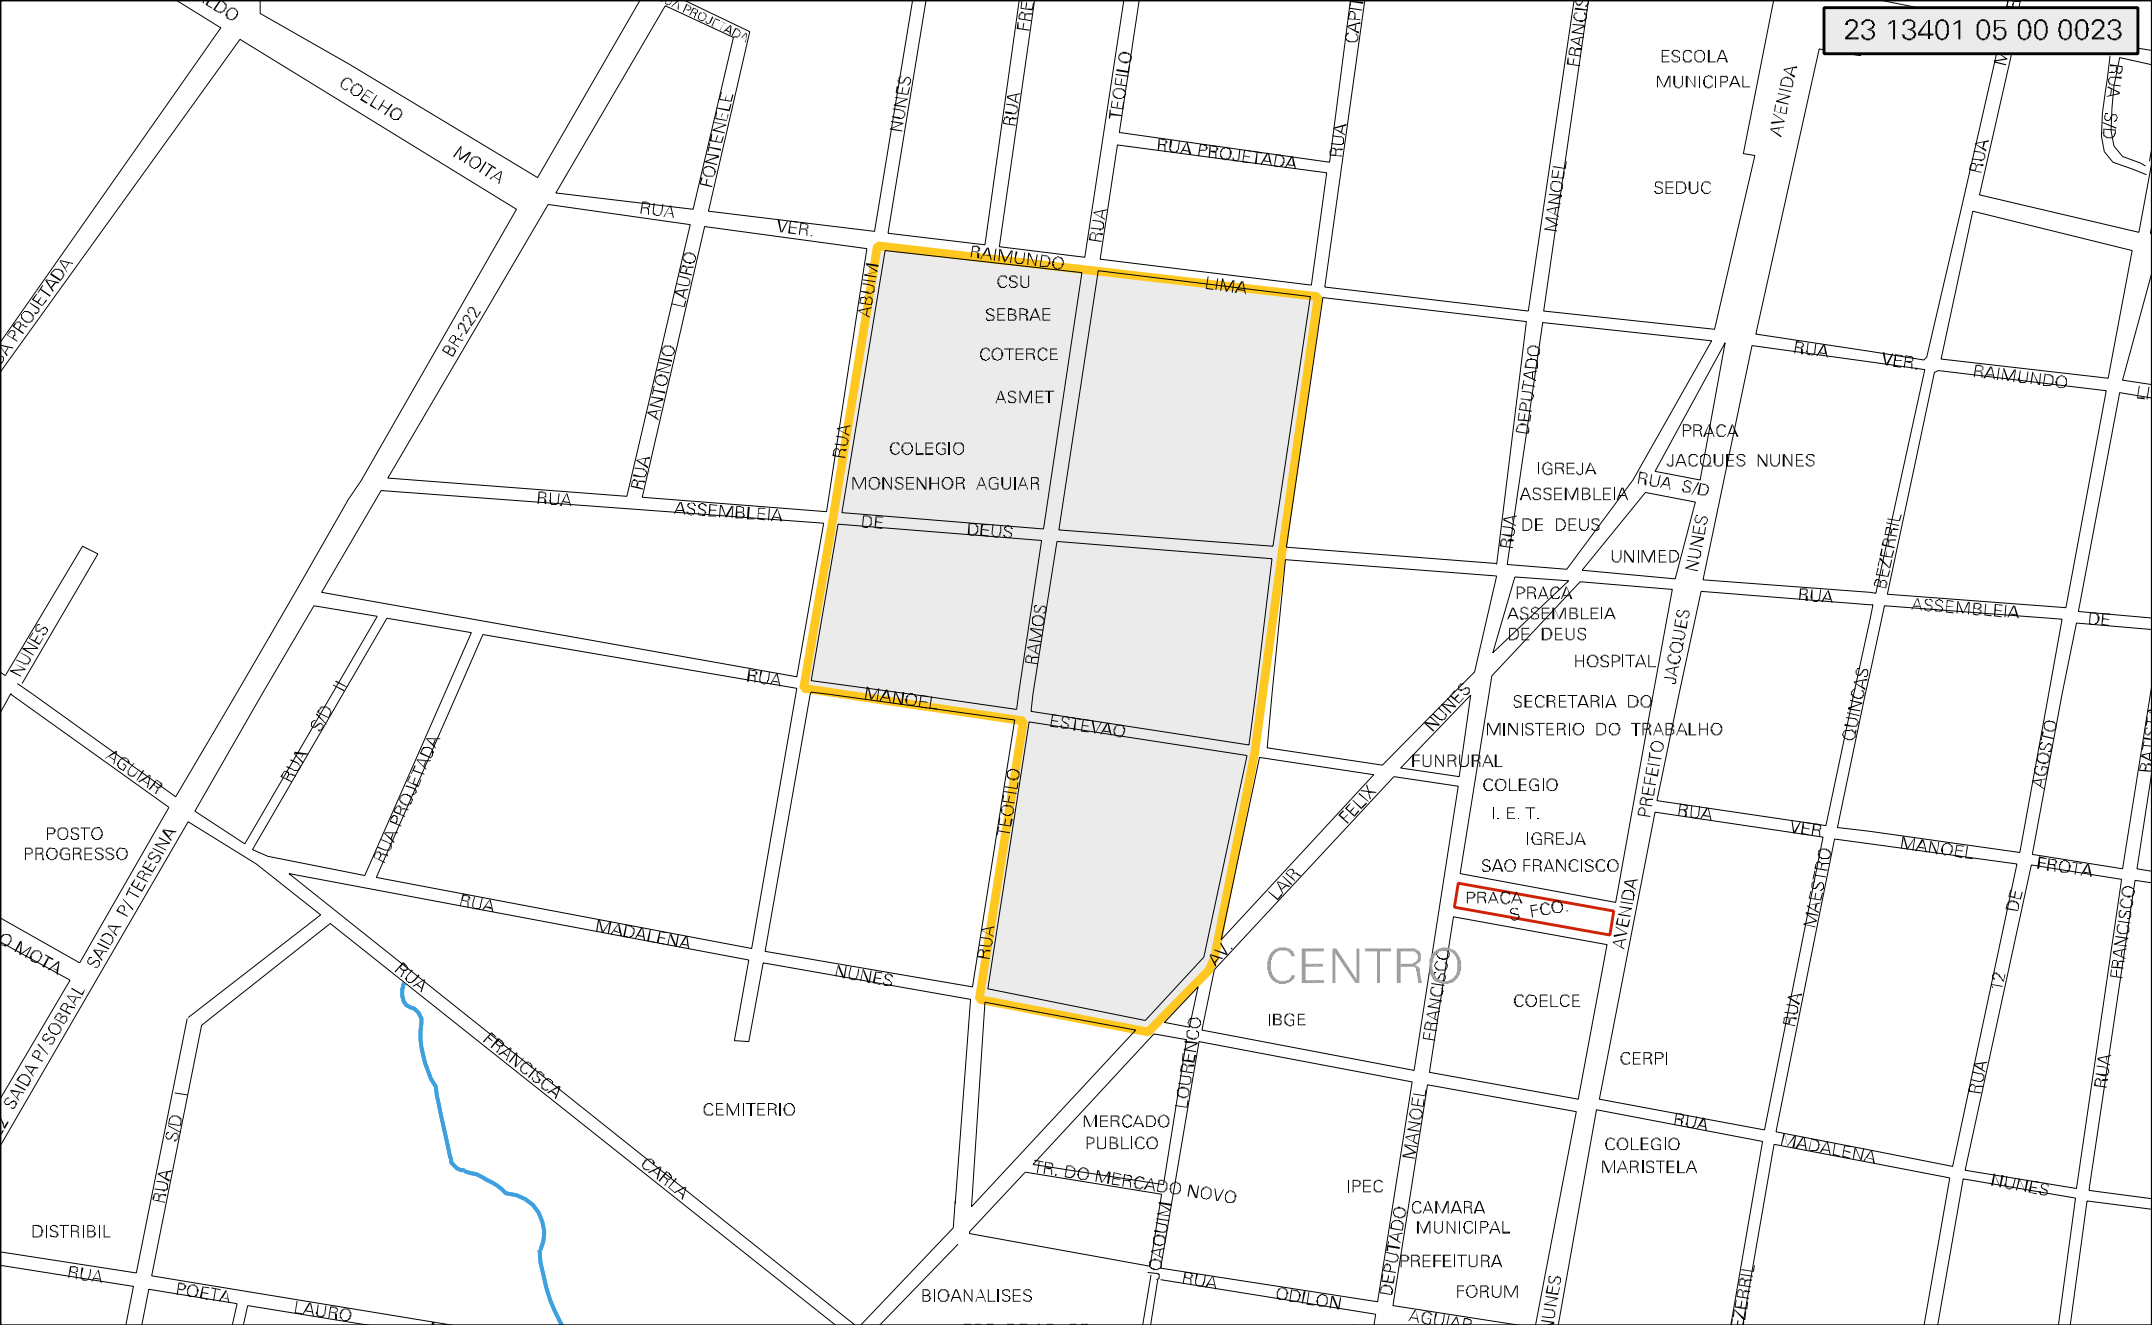 23 13401 05 00 0023
COELHO
MOITA
RUA PROJETADA
FONTENELE
NUNES
RUA
TEOFILO
RUA
RUA PROJETADA
RUA
MANOEL
ESCOLA
MUNICIPAL
AVENIDA
SEDUC
RUA
RUA S/D
RUA
VER.
RAIMUNDO
LIMA
RUA
VER.
RAIMUNDO
BR-222
RUA
ANTONIO
LAURO
RUA
ABUIM
CSU
SEBRAE
COTERCE
ASMET
COLEGIO
MONSENHOR AGUIAR
RUA
DEPUTADO
PRACA
JACQUES NUNES
IGREJA
ASSEMBLEIA
DE DEUS
RUA S/D
UNIMED
RUA
ASSEMBLEIA
DE
DEUS
RUA
ASSEMBLEIA
DE
PRACA
ASSEMBLEIA
DE DEUS
HOSPITAL
SECRETARIA DO
MINISTERIO DO TRABALHO
FUNRURAL
COLEGIO
I. E. T.
IGREJA
SAO FRANCISCO
PRACA
S FCO.
AVENIDA
PREFEITO
JACQUES
NUNES
QUINCAS
BEZERRIL
NUNES
AGUIAR
POSTO
PROGRESSO
RUA S/D II
RUA PROJETADA
RUA
MANOEL
ESTEVAO
RUA
TEOFILO
RAMOS
AV.
LAIR
FELIX
NUNES
RUA
VER
MANOEL
FROTA
RUA
MAESTRO
RUA
12
DE
AGOSTO
RUA
FRANCISCO
SAIDA P/ TERESINA
SAIDA P/ SOBRAL
RUA
MADALENA
NUNES
RUA
MADALENA
NUNES
CENTRO
IBGE
COELCE
CERPI
DEPUTADO
MANOEL
FRANCISCO
RUA
FRANCISCA
CARLA
CEMITERIO
MERCADO
PUBLICO
TR. DO MERCADO NOVO
LOURENCO
IPEC
COLEGIO
MARISTELA
CAMARA
MUNICIPAL
PREFEITURA
FORUM
RUA S/D I
DISTRIBIL
RUA
POETA
LAURO
BIOANALISES
RUA
ODILON
AGUIAR
NUNES